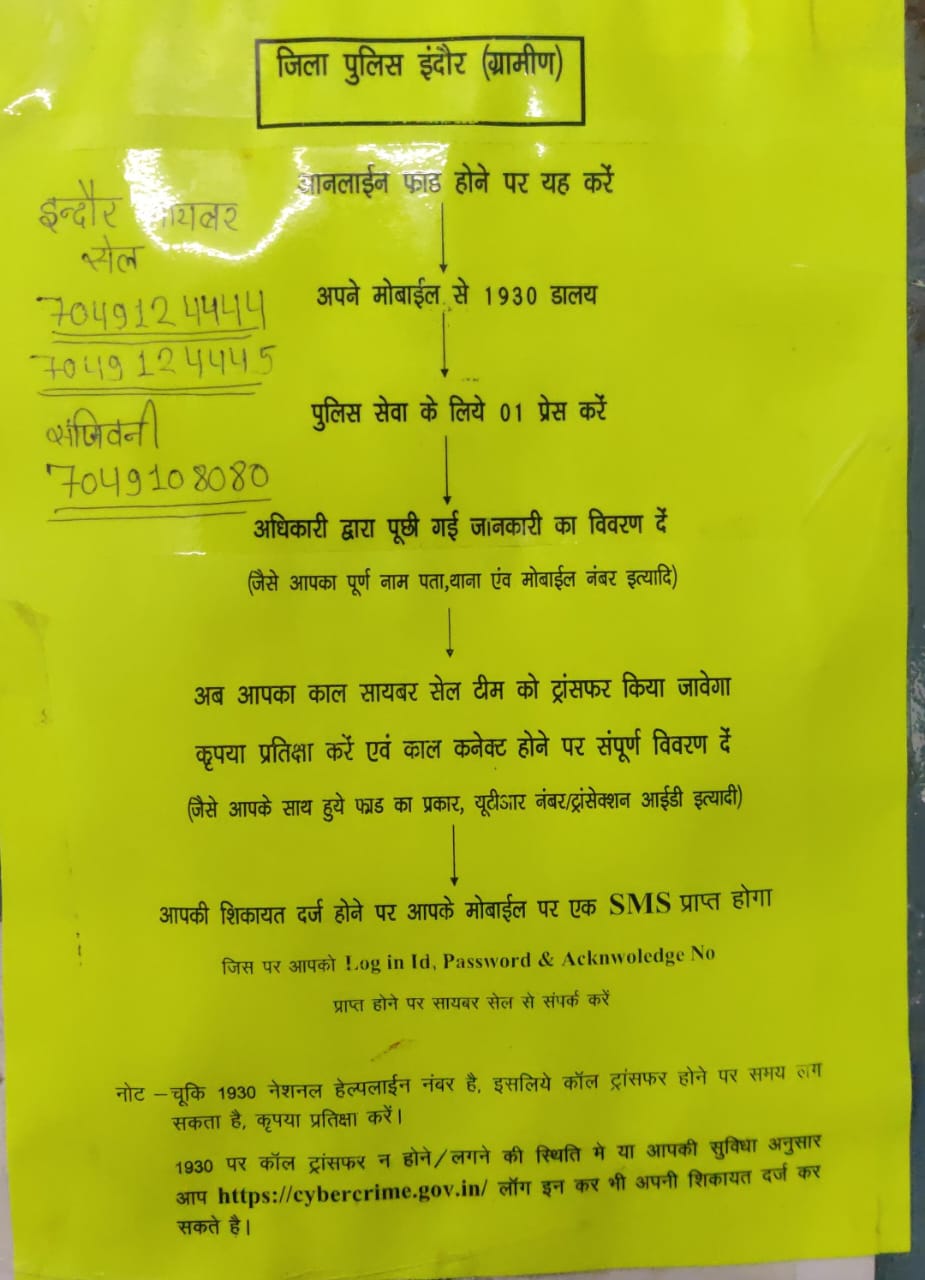 जिला पुलिस इंदौर (ग्रामीण)
आनलाईन फाड होने पर यह करें
अपने मोबाईल से 1930 डालय
पुलिस सेवा के लिये 01 प्रेस करें
अधिकारी द्वारा पूछी गई जानकारी का विवरण दें
(जैसे आपका पूर्ण नाम पता,थाना एंव मोबाईल नंबर इत्यादि)
अब आपका काल सायबर सेल टीम को ट्रांसफर किया जावेगा
कृपया प्रतिक्षा करें एवं काल कनेक्ट होने पर संपूर्ण विवरण दें
(जैसे आपके साथ हुये फाड का प्रकार, यूटीआर नंबर/ट्रांसेक्शन आईडी इत्यादी)
आपकी शिकायत दर्ज होने पर आपके मोबाईल पर एक SMS प्राप्त होगा
जिस पर आपको Log in Id, Password & Acknwoledge No
प्राप्त होने पर सायबर सेल से संपर्क करें
नोट –चूकि 1930 नेशनल हेल्पलाईन नंबर है, इसलिये कॉल ट्रांसफर होने पर समय लग
सकता है, कृपया प्रतिक्षा करें।
1930 पर कॉल ट्रांसफर न होने/लगने की स्थिति मे या आपकी सुविधा अनुसार
आप https://cybercrime.gov.in/ लॉग इन कर भी अपनी शिकायत दर्ज कर
सकते है।
इन्दौर सायबर
सेल
7049124444
7049124445
संजिवनी
7049108080